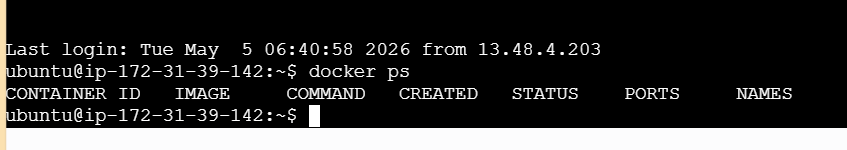 Last login: Tue May  5 06:40:58 2026 from 13.48.4.203
ubuntu@ip-172-31-39-142:~$ docker ps
CONTAINER ID   IMAGE     COMMAND   CREATED   STATUS    PORTS     NAMES
ubuntu@ip-172-31-39-142:~$